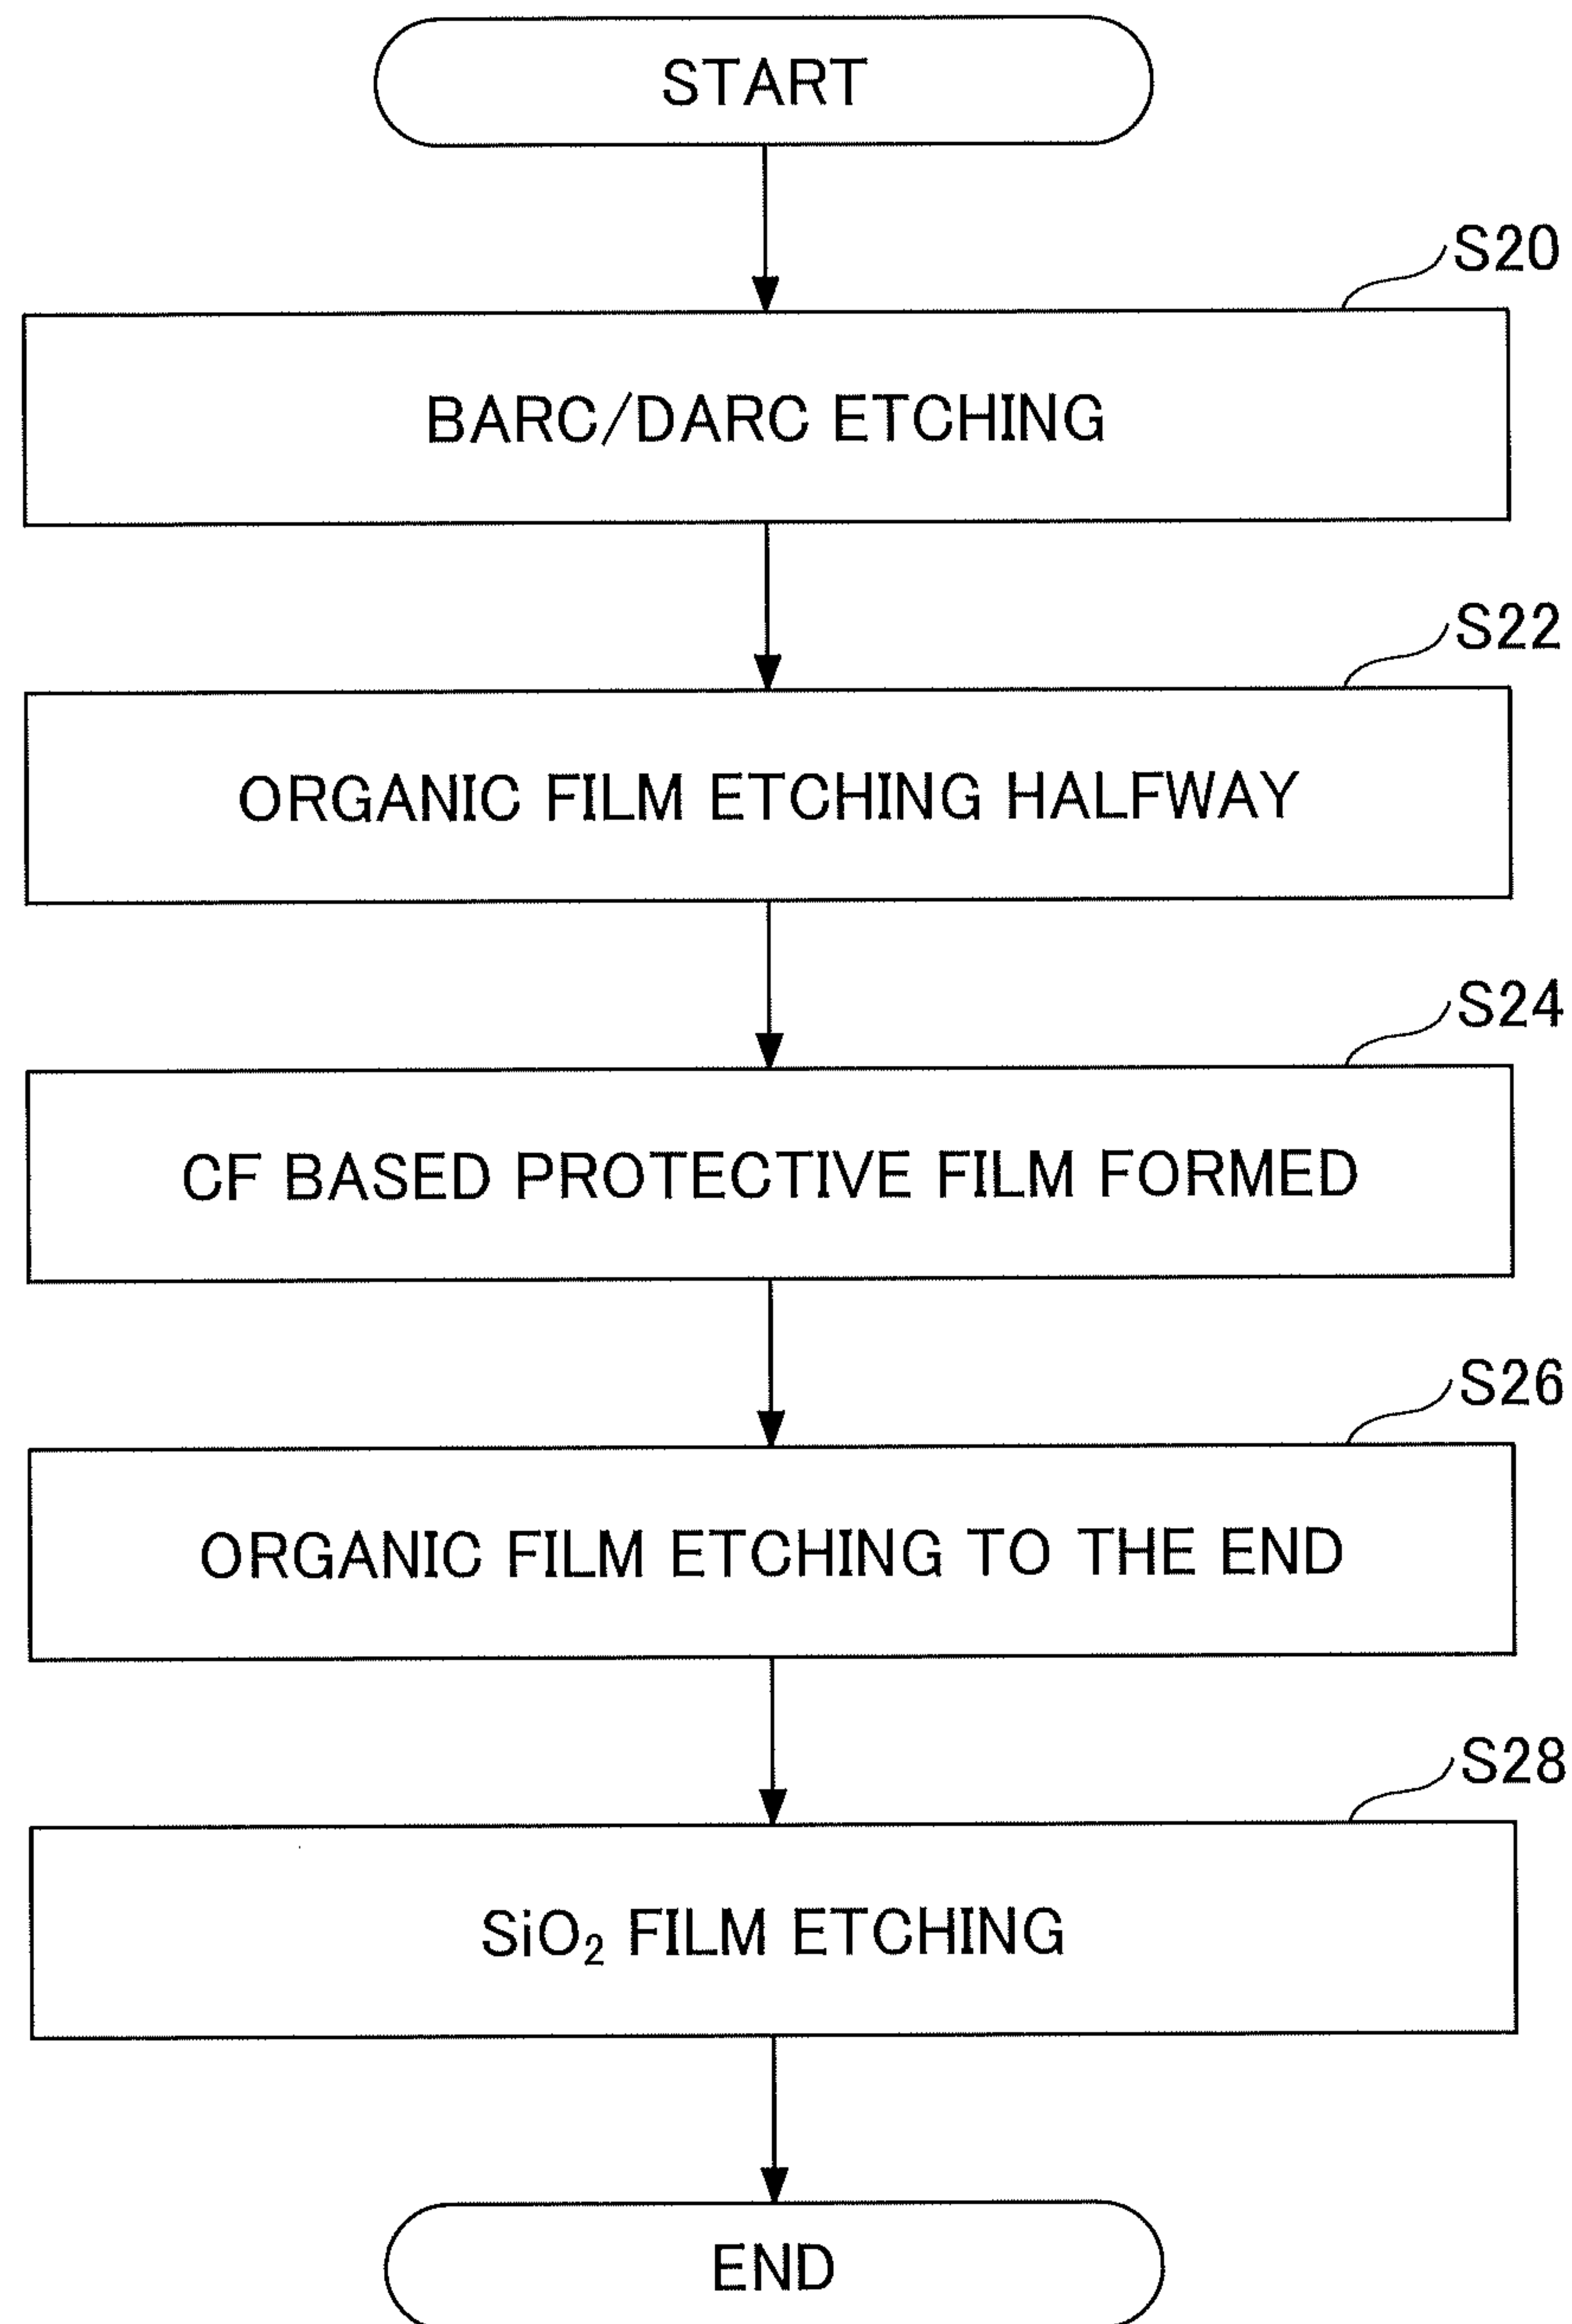 START
S20
BARC/DARC ETCHING
S22
ORGANIC FILM ETCHING HALFWAY
S24
CF BASED PROTECTIVE FILM FORMED
S26
ORGANIC FILM ETCHING TO THE END
S28
SiO₂ FILM ETCHING
END